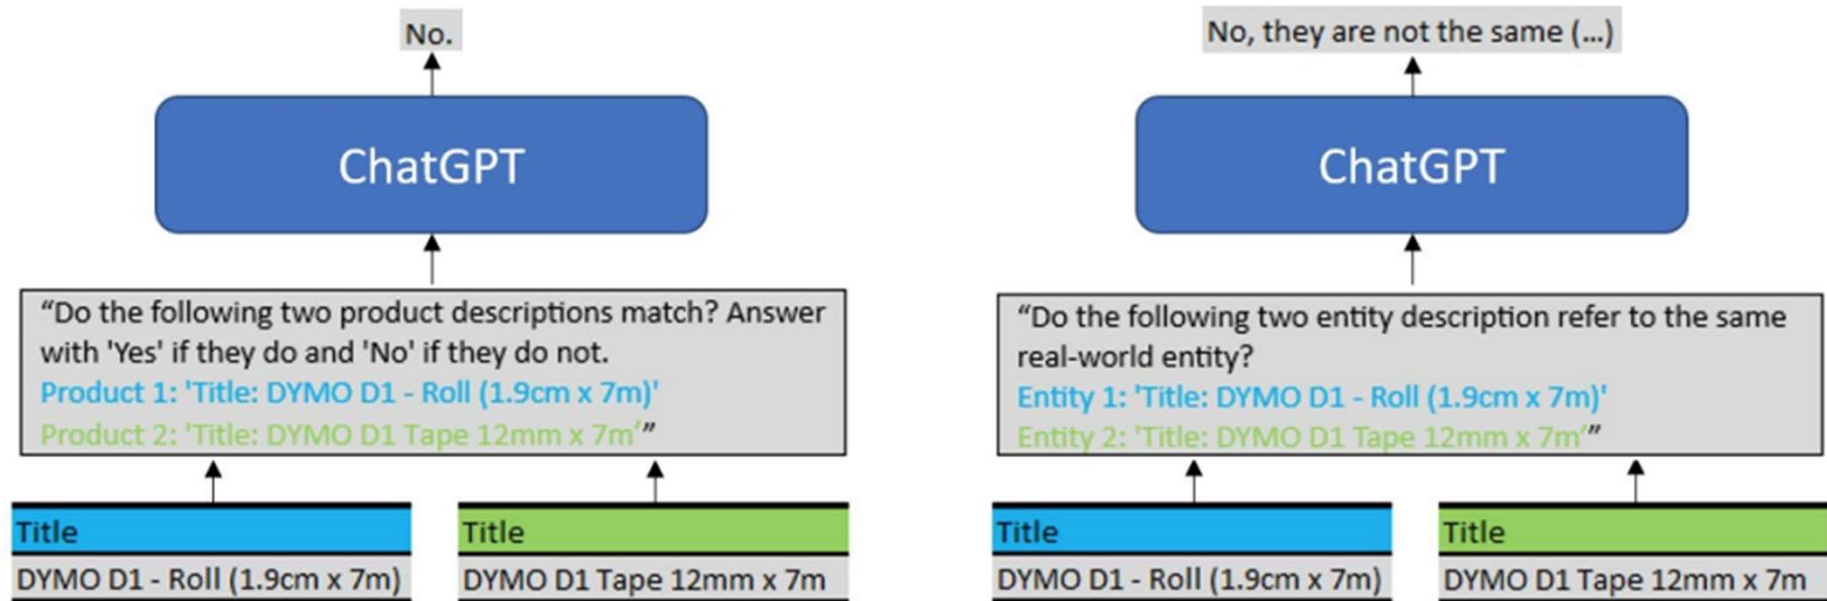 No.
ChatGPT
“Do the following two product descriptions match? Answer
with 'Yes' if they do and 'No' if they do not.
Product 1: 'Title: DYMO D1 - Roll (1.9cm x 7m)'
Product 2: 'Title: DYMO D1 Tape 12mm x 7m'”
Title
DYMO D1 - Roll (1.9cm x 7m)
Title
DYMO D1 Tape 12mm x 7m
No, they are not the same (...)
ChatGPT
“Do the following two entity description refer to the same
real-world entity?
Entity 1: 'Title: DYMO D1 - Roll (1.9cm x 7m)'
Entity 2: 'Title: DYMO D1 Tape 12mm x 7m'”
Title
DYMO D1 - Roll (1.9cm x 7m)
Title
DYMO D1 Tape 12mm x 7m